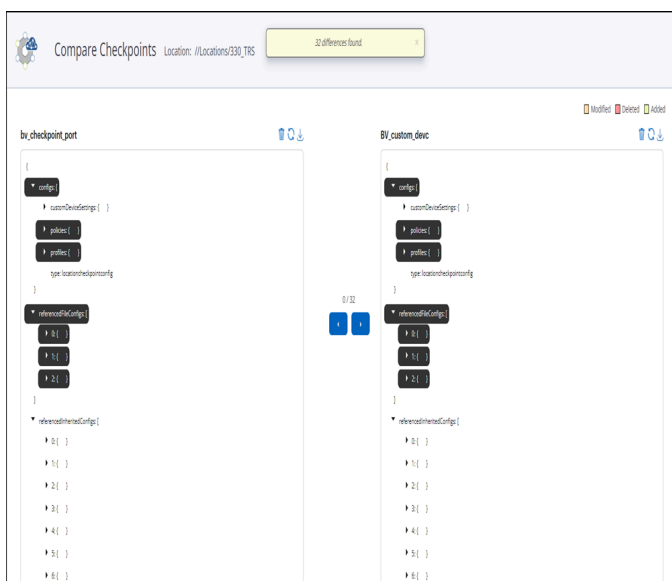 Compare Checkpoints Location: //Locations/330_TRS
32 differences found. ×
Modified Deleted Added
bv_checkpoint_port
{
configs: {
customDeviceSettings: { }
policies: { }
profiles: { }
type: locationcheckpointconfig
}
referencedFileConfigs: [
0: { }
1: { }
2: { }
]
referencedInheritedConfigs: [
0: { }
1: { }
2: { }
3: { }
4: { }
5: { }
6: { }
0 / 32
BV_custom_devc
{
configs: {
customDeviceSettings: { }
policies: { }
profiles: { }
type: locationcheckpointconfig
}
referencedFileConfigs: [
0: { }
1: { }
2: { }
]
referencedInheritedConfigs: [
0: { }
1: { }
2: { }
3: { }
4: { }
5: { }
6: { }